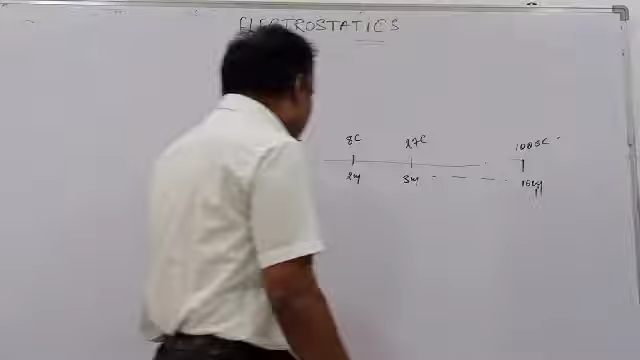 ELECTROSTATICS
8C 27C 1000C
2m 3m - - - 10m